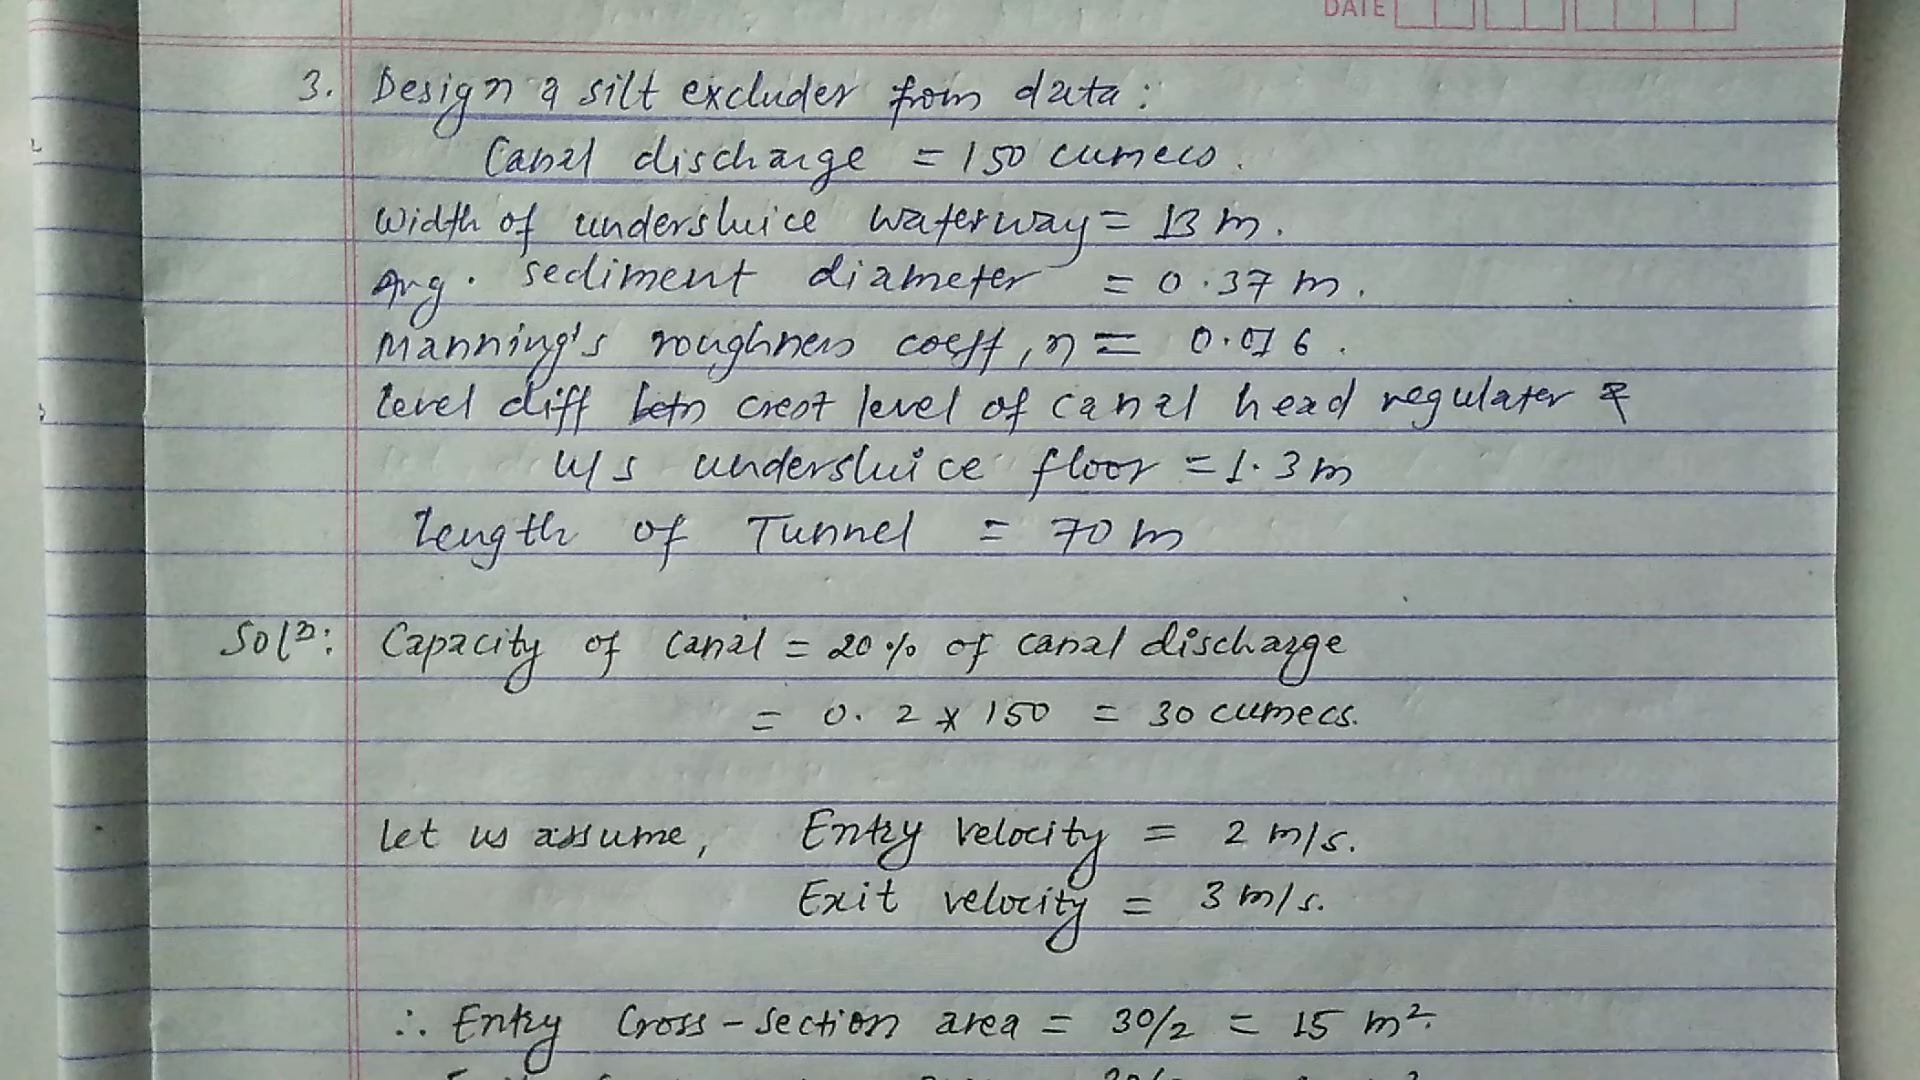 DATE
3. Design a silt excluder from data:
Canal discharge = 150 cumecs.
Width of undersluice waterway = 13 m.
Avg. sediment diameter = 0.37 m.
Manning's roughness coeff, n = 0.016.
Level diff betn crest level of canal head regulater &
u/s undersluice floor = 1.3 m
Length of Tunnel = 70 m
Solⁿ: Capacity of canal = 20% of canal discharge
= 0.2 × 150 = 30 cumecs.
Let us assume, Entry velocity = 2 m/s.
Exit velocity = 3 m/s.
∴ Entry Cross-section area = 30/2 = 15 m².